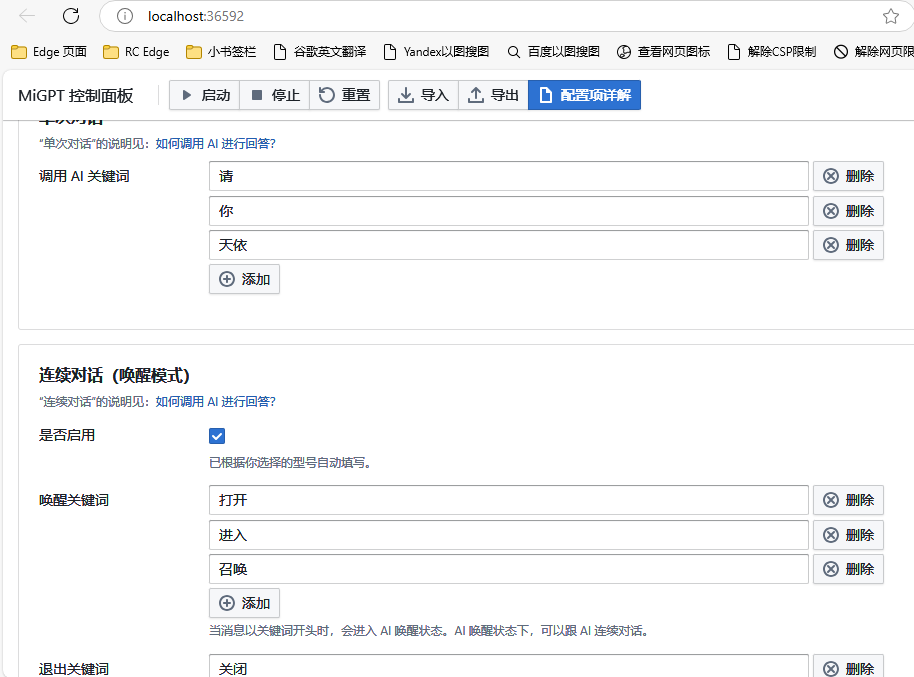 localhost:36592
Edge 页面 RC Edge 小书签栏 谷歌英文翻译 Yandex以图搜图 百度以图搜图 查看网页图标 解除CSP限制 解除网页限
MiGPT 控制面板 启动 停止 重置 导入 导出 配置项详解
单次对话
“单次对话”的说明见：如何调用 AI 进行回答？
调用 AI 关键词 请 删除
你 删除
天依 删除
添加
连续对话（唤醒模式）
“连续对话”的说明见：如何调用 AI 进行回答？
是否启用
已根据你选择的型号自动填写。
唤醒关键词 打开 删除
进入 删除
召唤 删除
添加
当消息以关键词开头时，会进入 AI 唤醒状态。AI 唤醒状态下，可以跟 AI 连续对话。
退出关键词 关闭 删除